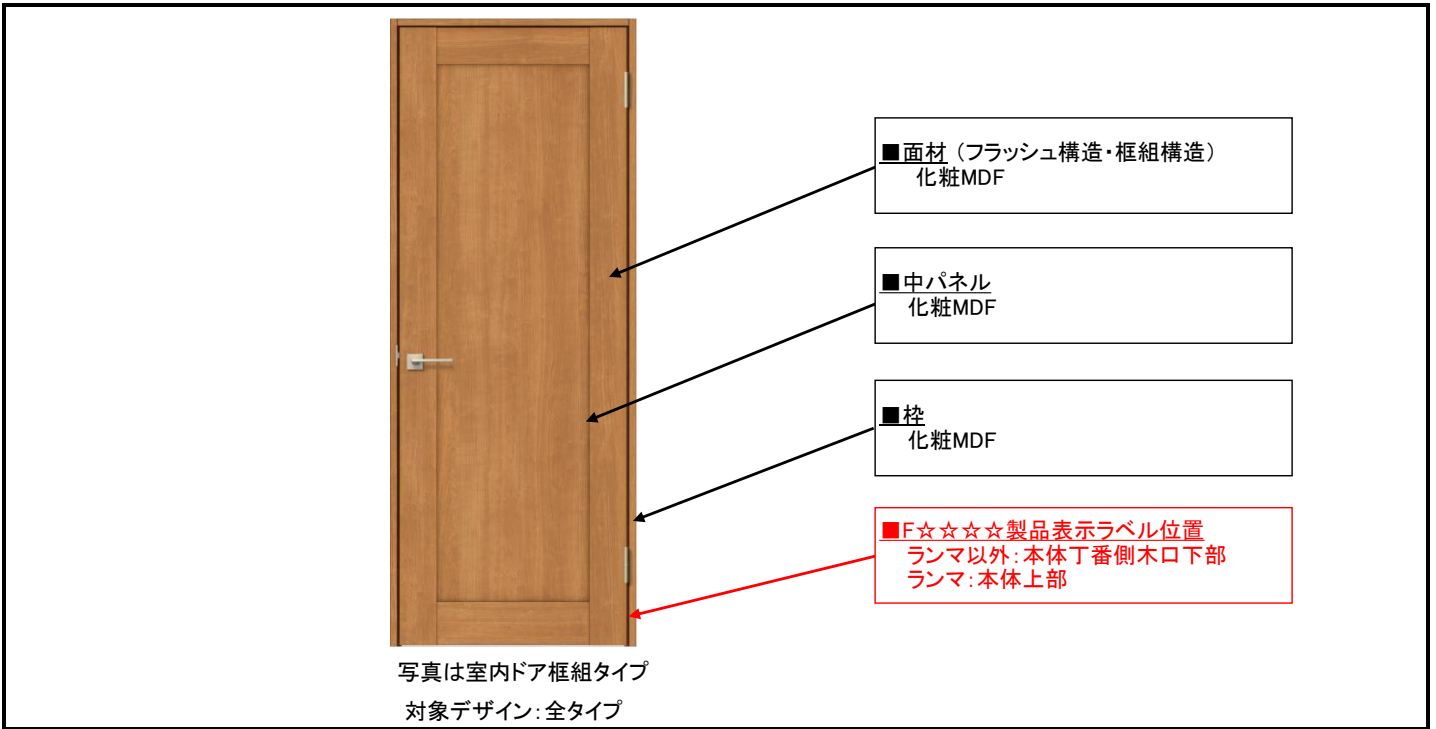 ■面材（フラッシュ構造・框組構造）
化粧MDF
■中パネル
化粧MDF
■枠
化粧MDF
■F☆☆☆☆製品表示ラベル位置
ランマ以外：本体丁番側木口下部
ランマ：本体上部
写真は室内ドア框組タイプ
対象デザイン：全タイプ